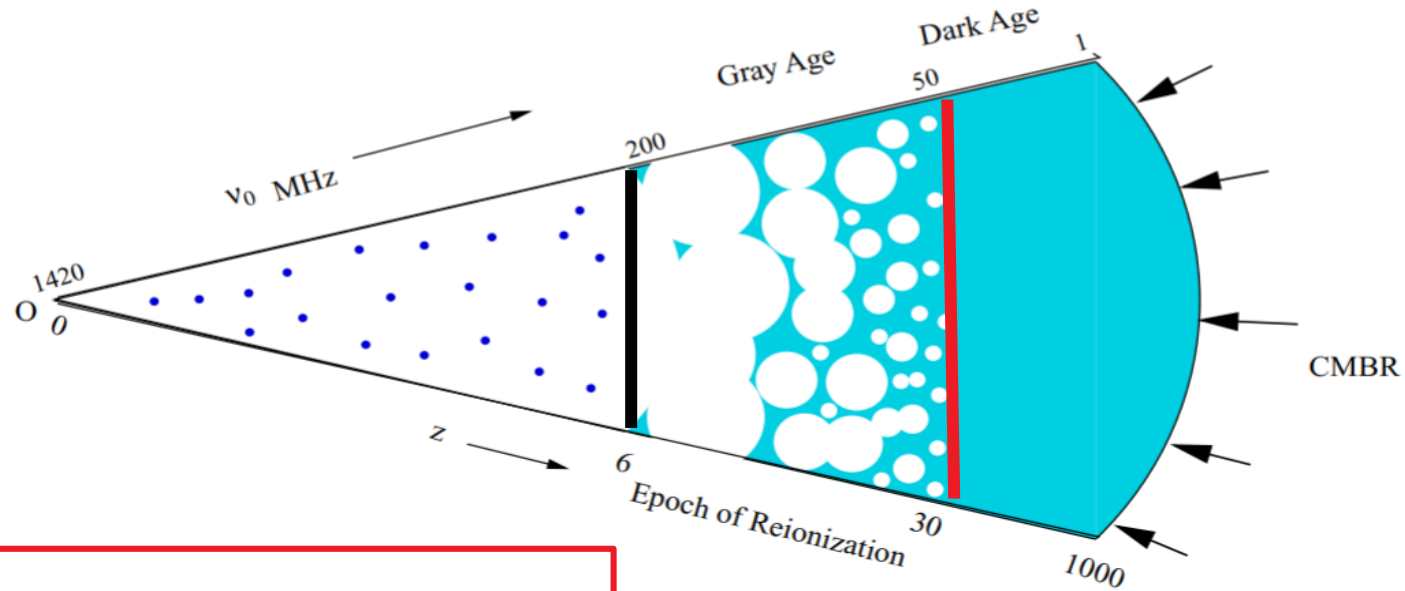 Dark Age
1
Gray Age
50
200
ν₀ MHz
1420
O
0
CMBR
z
6
Epoch of Reionization
30
1000